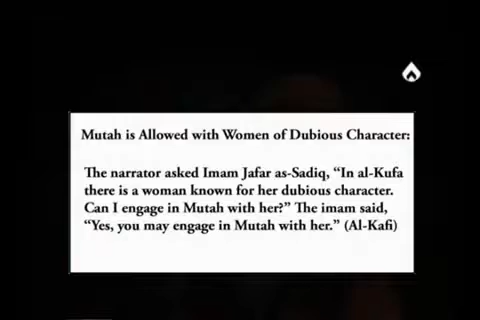 Mutah is Allowed with Women of Dubious Character:
The narrator asked Imam Jafar as-Sadiq, “In al-Kufa
there is a woman known for her dubious character.
Can I engage in Mutah with her?” The imam said,
“Yes, you may engage in Mutah with her.” (Al-Kafi)